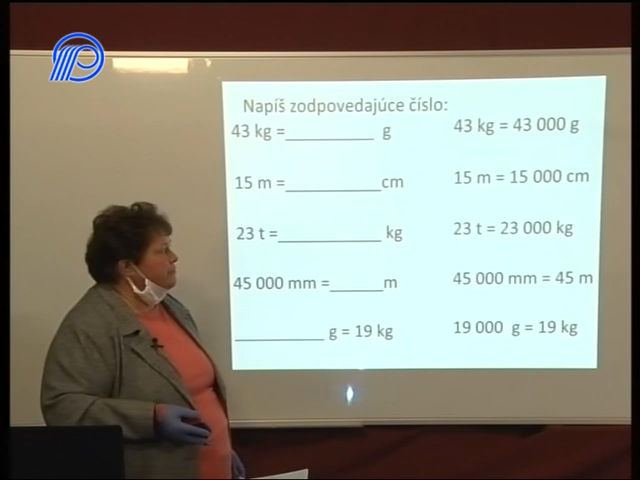 Napíš zodpovedajúce číslo:
43 kg =__________ g 43 kg = 43 000 g
15 m =___________cm 15 m = 15 000 cm
23 t =____________ kg 23 t = 23 000 kg
45 000 mm =______m 45 000 mm = 45 m
__________ g = 19 kg 19 000 g = 19 kg